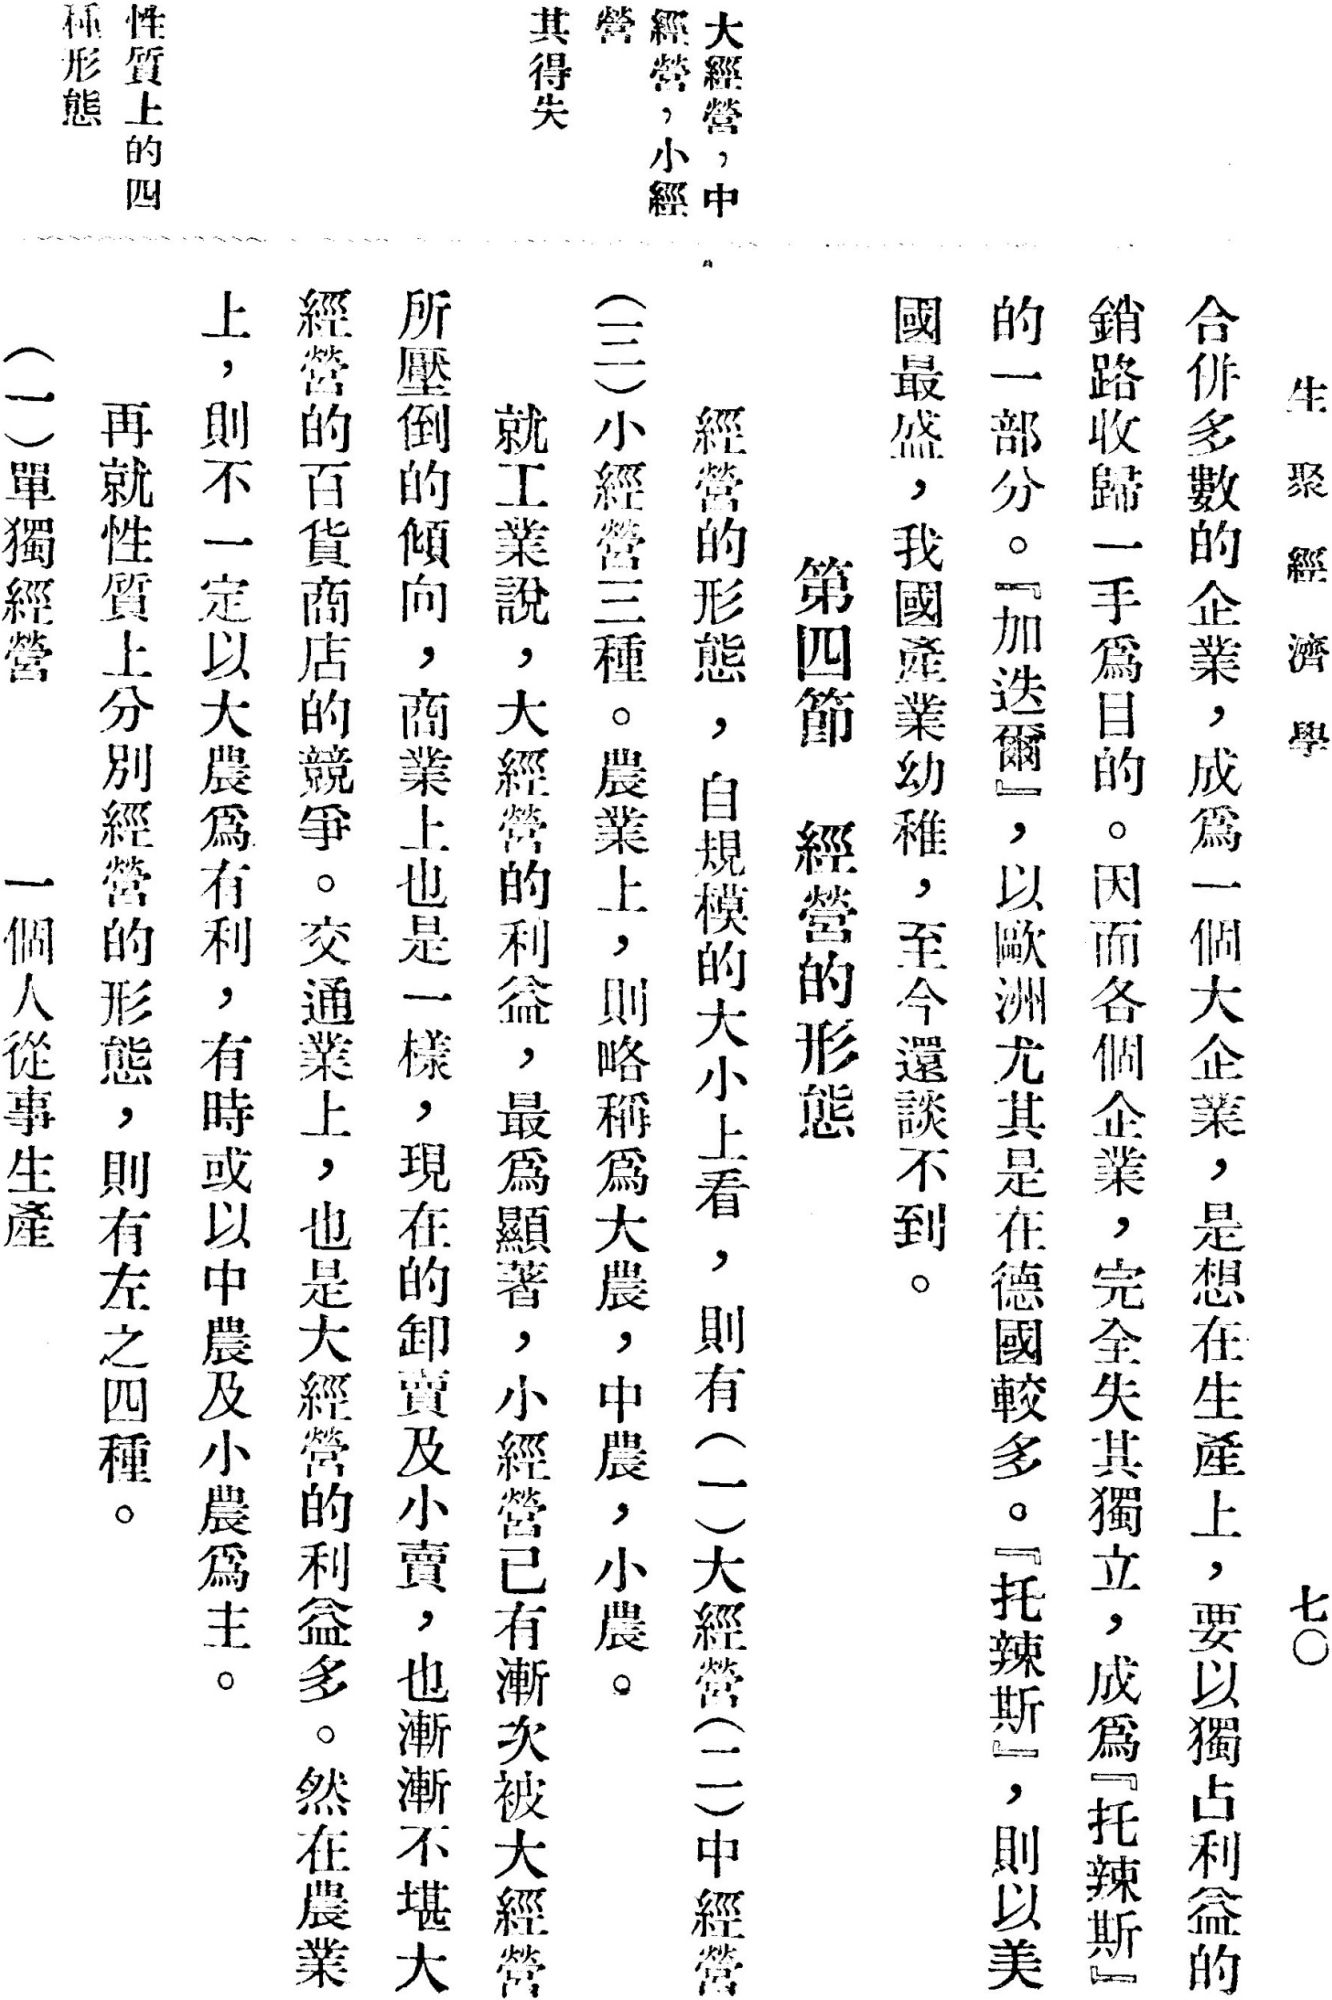 生聚經濟學
七〇
合併多數的企業，成爲一個大企業，是想在生產上，要以獨占利益的
銷路收歸一手爲目的。因而各個企業，完全失其獨立，成爲『托辣斯』
的一部分。『加迭爾』，以歐洲尤其是在德國較多。『托辣斯』，則以美
國最盛，我國產業幼稚，至今還談不到。
第四節　經營的形態
大經營，中
經營，小經
營
經營的形態，自規模的大小上看，則有（一）大經營（二）中經營
（三）小經營三種。農業上，則略稱爲大農，中農，小農。
其得失
就工業說，大經營的利益，最爲顯著，小經營已有漸次被大經營
所壓倒的傾向，商業上也是一樣，現在的卸賣及小賣，也漸漸不堪大
經營的百貨商店的競爭。交通業上，也是大經營的利益多。然在農業
上，則不一定以大農爲有利，有時或以中農及小農爲主。
性質上的四
種形態
再就性質上分別經營的形態，則有左之四種。
（一）單獨經營　一個人從事生產